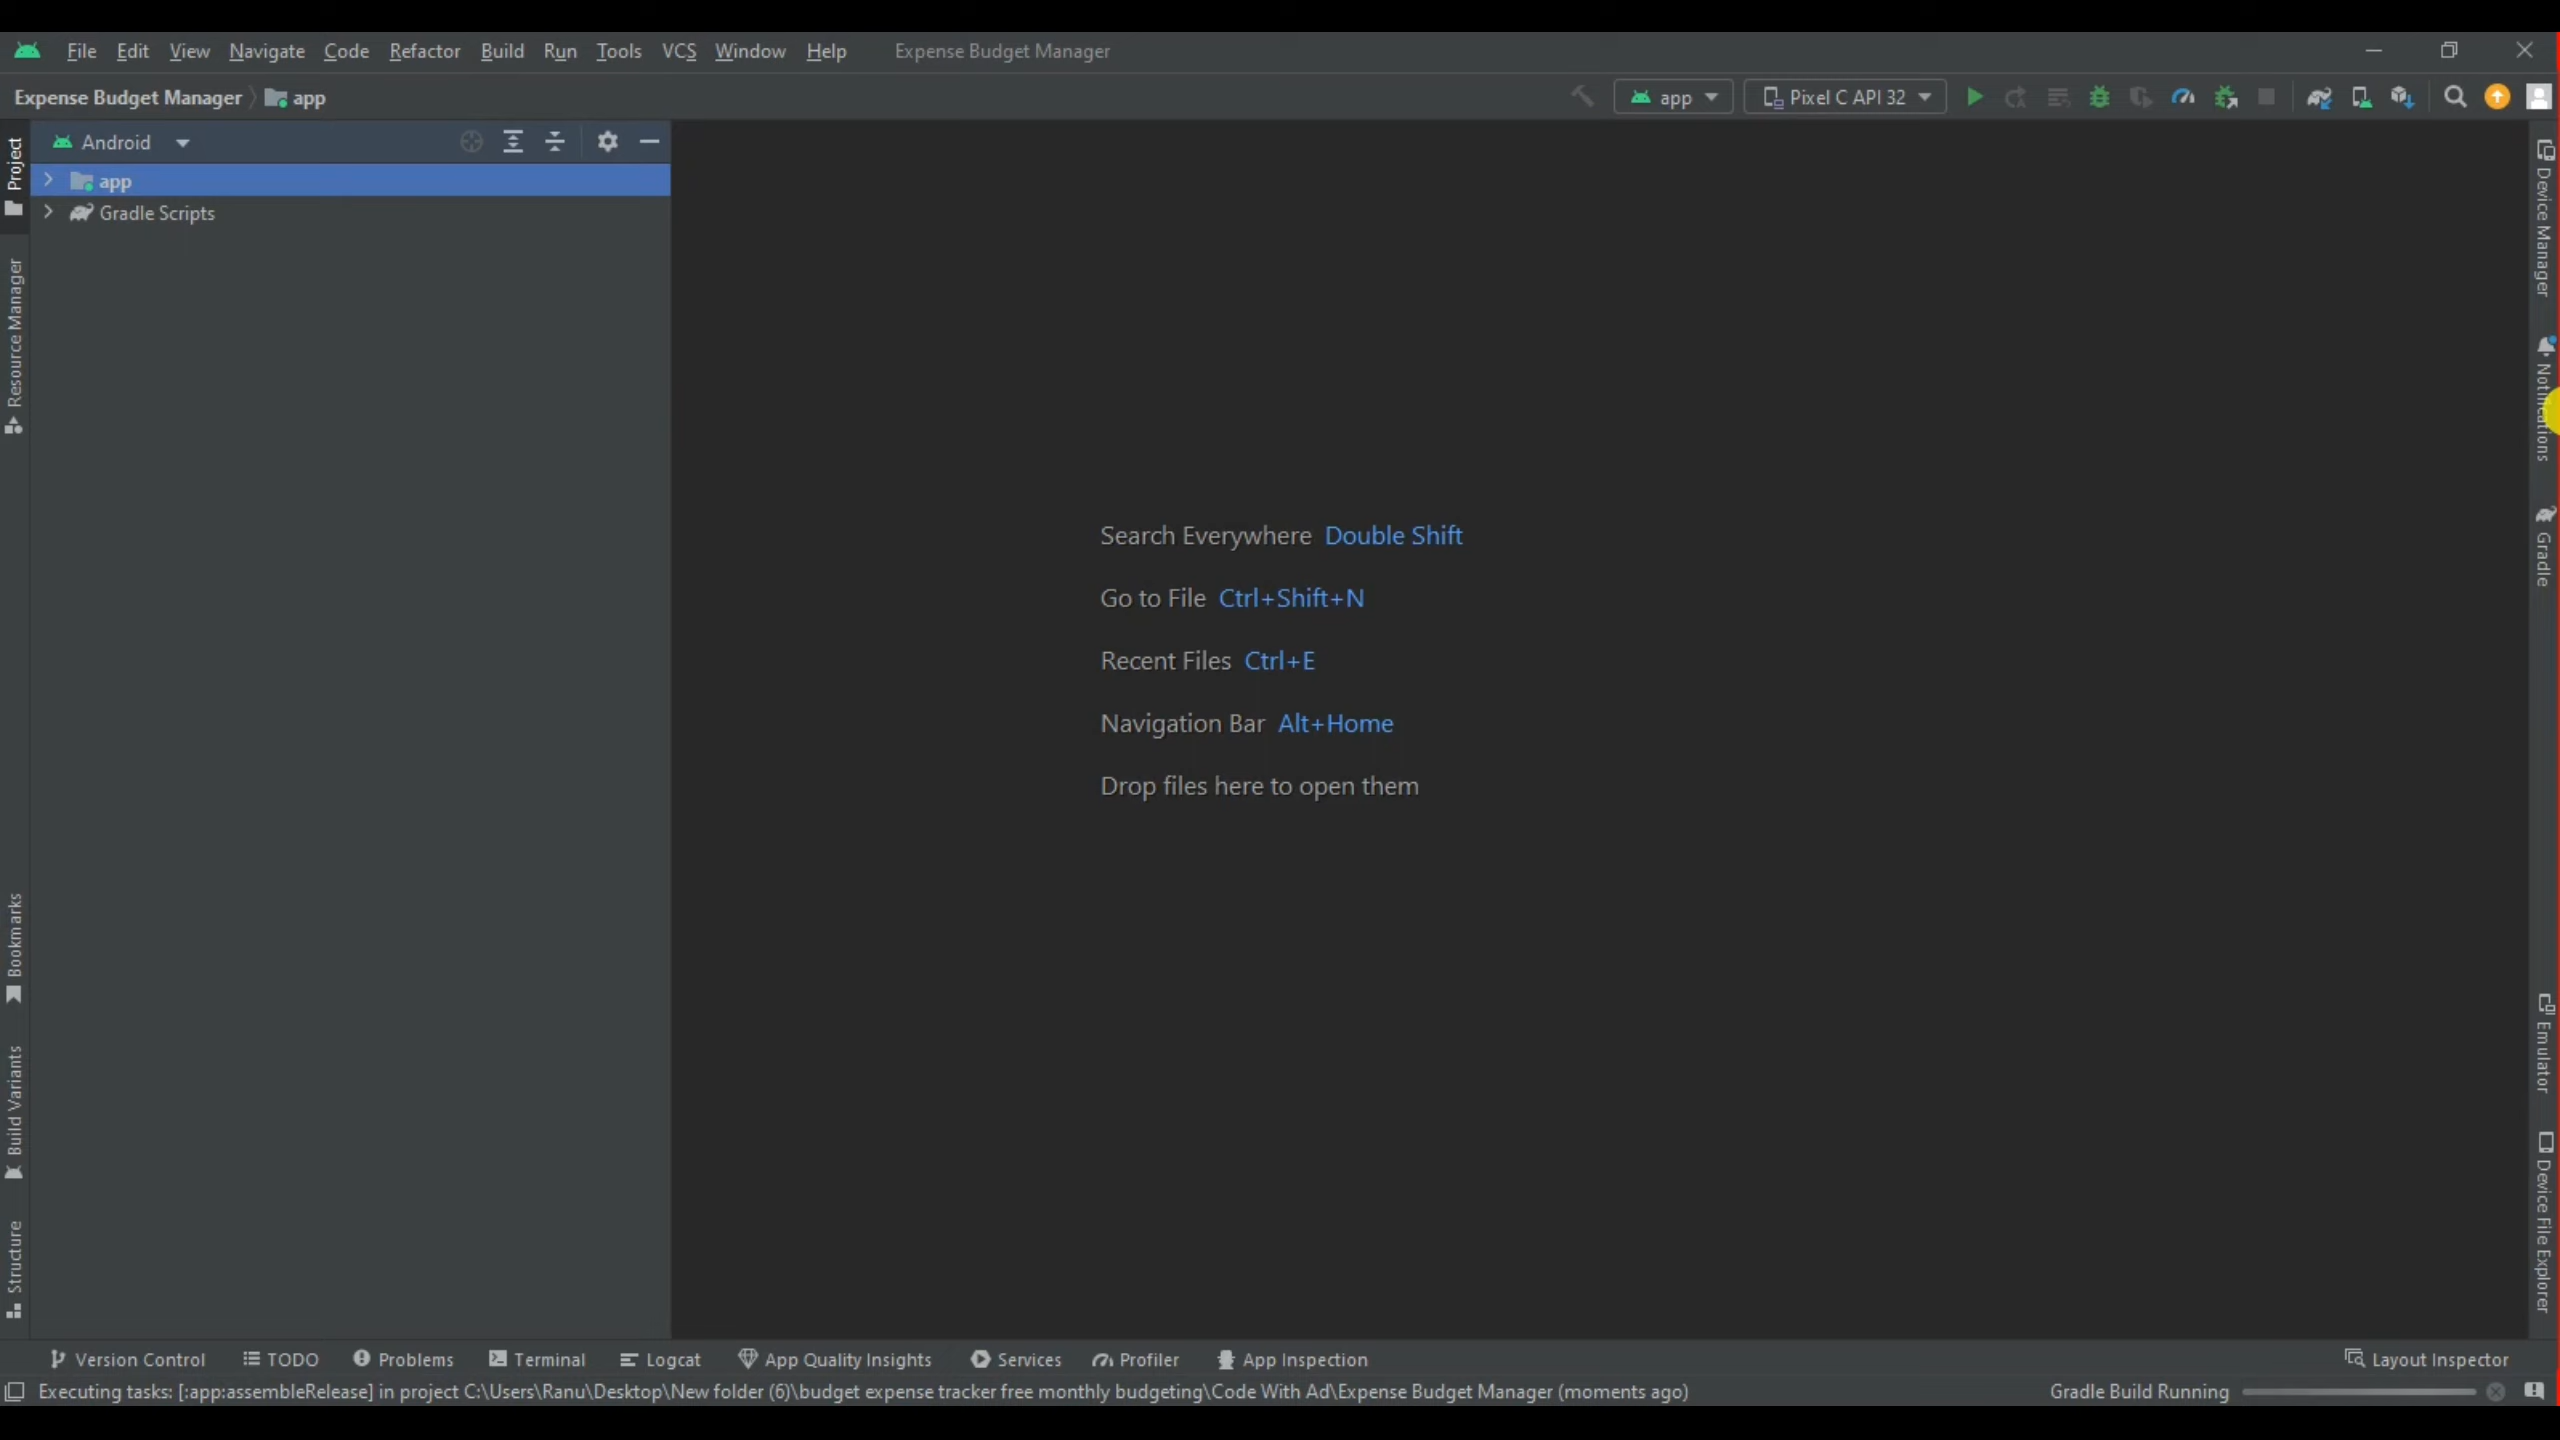 File Edit View Navigate Code Refactor Build Run Tools VCS Window Help Expense Budget Manager
Expense Budget Manager app
app Pixel C API 32
Android
app
Gradle Scripts
Project
Resource Manager
Bookmarks
Build Variants
Structure
Search Everywhere Double Shift
Go to File Ctrl+Shift+N
Recent Files Ctrl+E
Navigation Bar Alt+Home
Drop files here to open them
Device Manager
Notifications
Gradle
Emulator
Device File Explorer
Version Control TODO Problems Terminal Logcat App Quality Insights Services Profiler App Inspection Layout Inspector
Executing tasks: [:app:assembleRelease] in project C:\Users\Ranu\Desktop\New folder (6)\budget expense tracker free monthly budgeting\Code With Ad\Expense Budget Manager (moments ago) Gradle Build Running